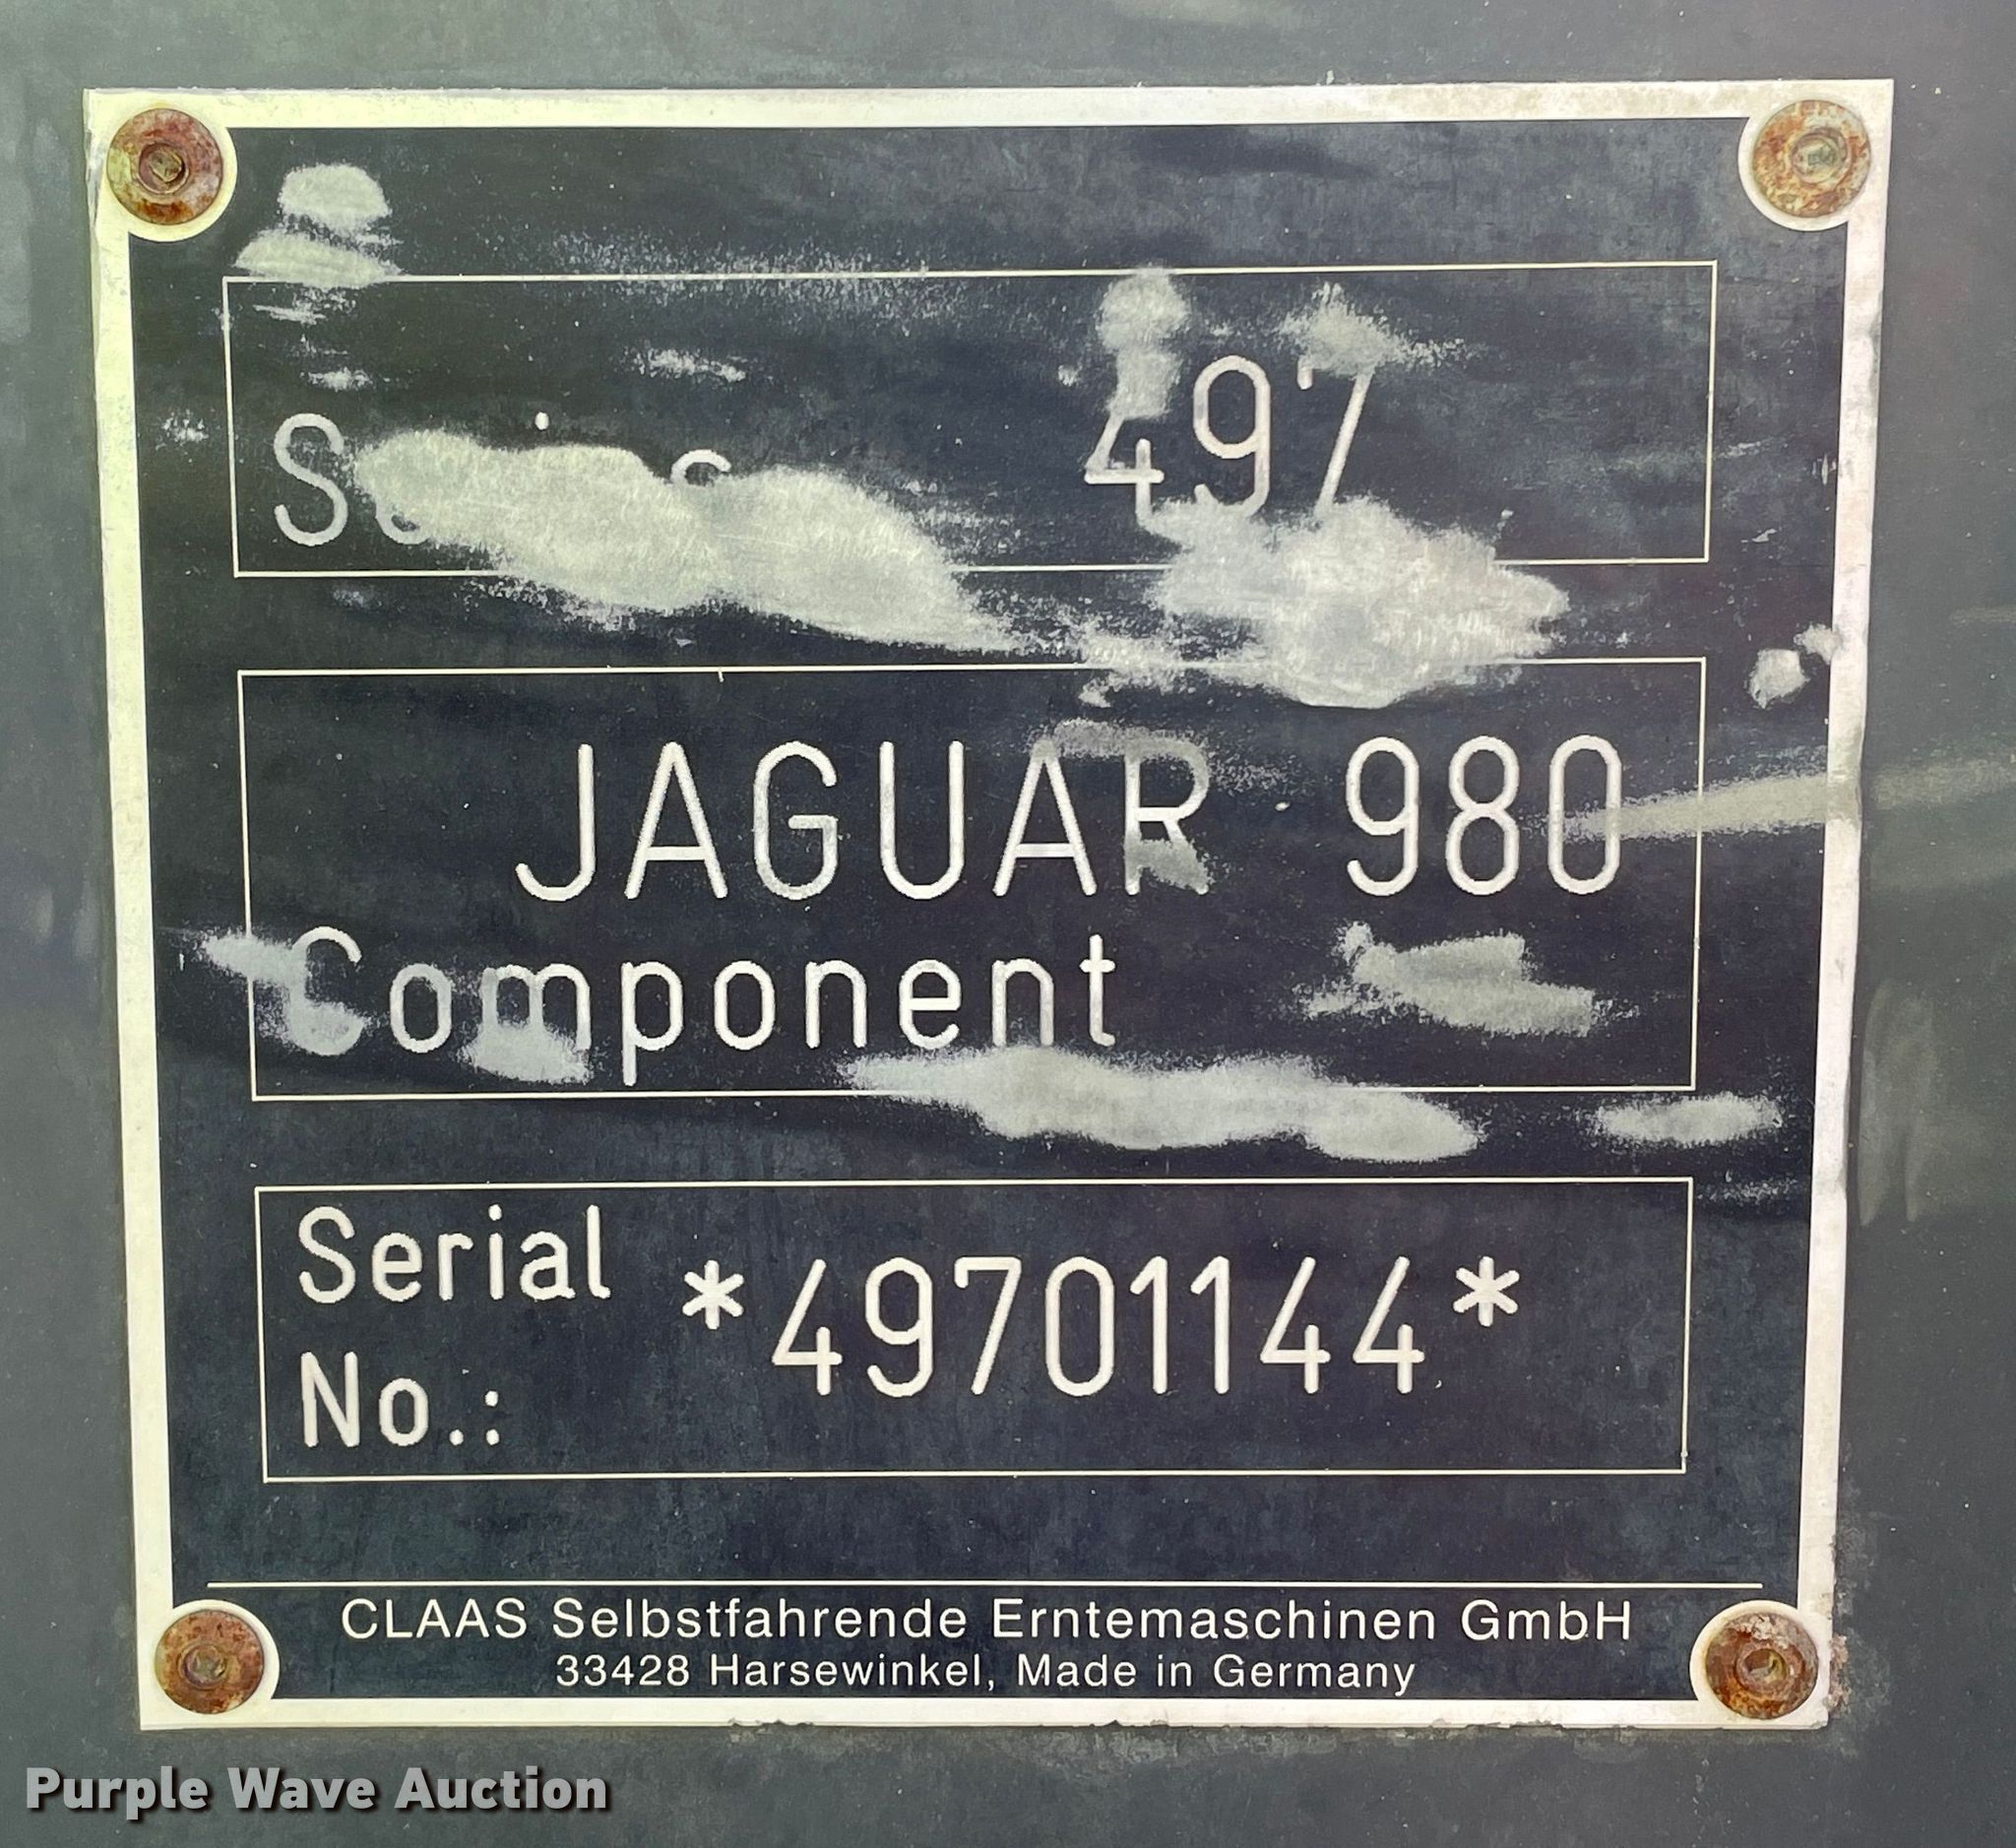 497
JAGUAR 980
Component
Serial
No.: *49701144*
CLAAS Selbstfahrende Erntemaschinen GmbH
33428 Harsewinkel, Made in Germany
Purple Wave Auction